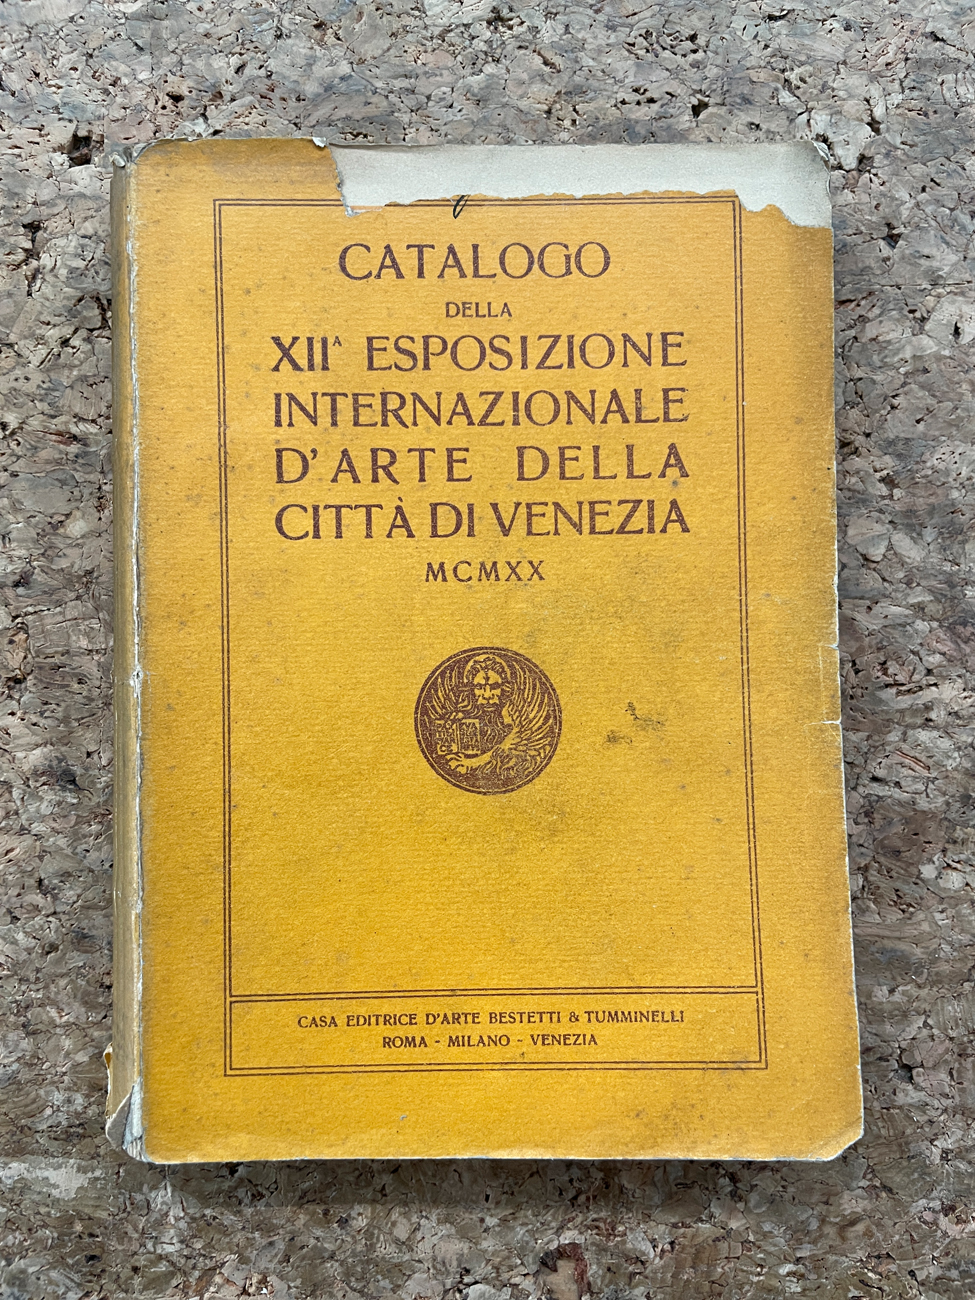 CATALOGO
DELLA
XIIᴬ ESPOSIZIONE
INTERNAZIONALE
D'ARTE DELLA
CITTÀ DI VENEZIA
MCMXX
CASA EDITRICE D'ARTE BESTETTI & TUMMINELLI
ROMA - MILANO - VENEZIA